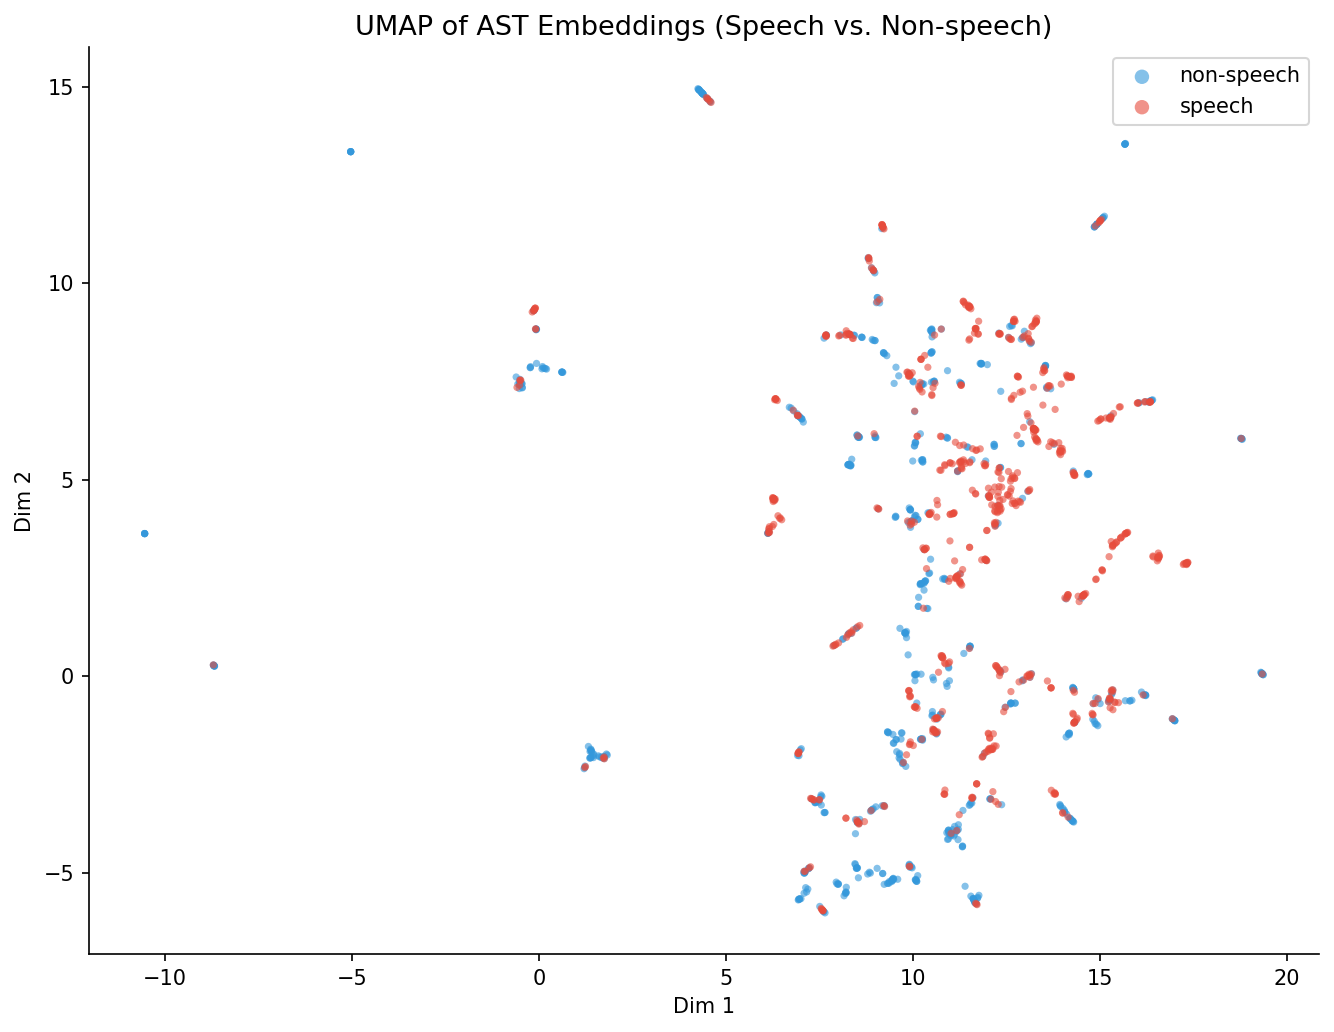 UMAP of AST Embeddings (Speech vs. Non-speech)
non-speech
speech
15
10
5
0
−5
Dim 2
−10
−5
0
5
10
15
20
Dim 1